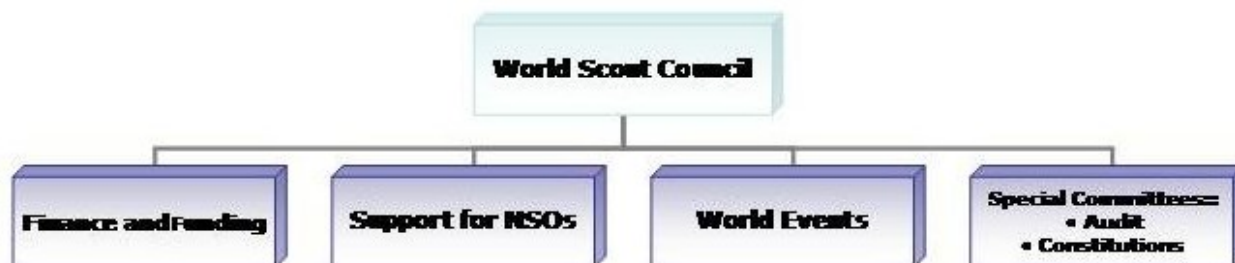 World Scout Council
Finance and Funding
Support for NSOs
World Events
Special Committees=
• Audit
• Constitutions